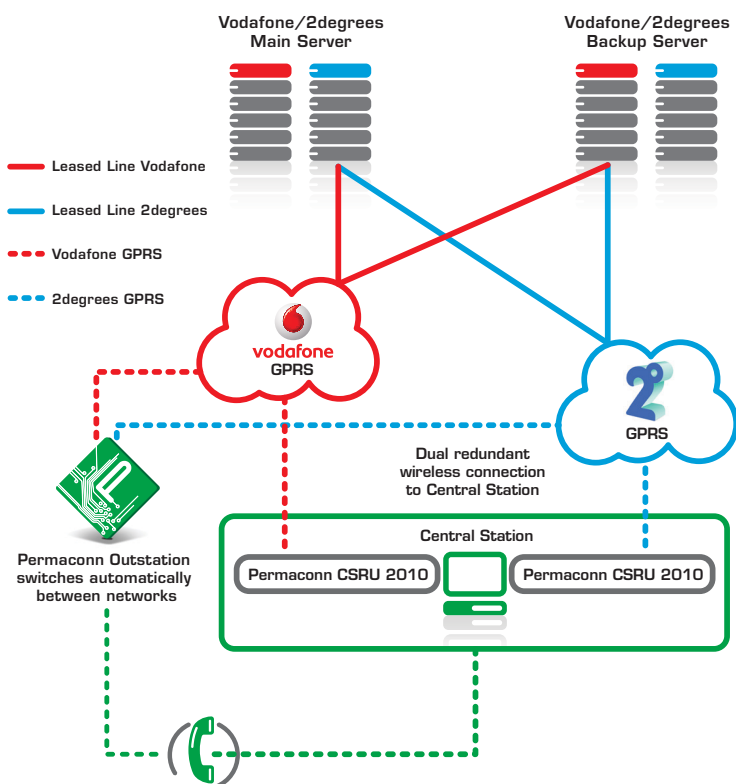 Vodafone/2degrees
Main Server
Vodafone/2degrees
Backup Server
Leased Line Vodafone
Leased Line 2degrees
Vodafone GPRS
2degrees GPRS
vodafone
GPRS
2°
GPRS
Dual redundant
wireless connection
to Central Station
P
Permaconn Outstation
switches automatically
between networks
Central Station
Permaconn CSRU 2010
Permaconn CSRU 2010